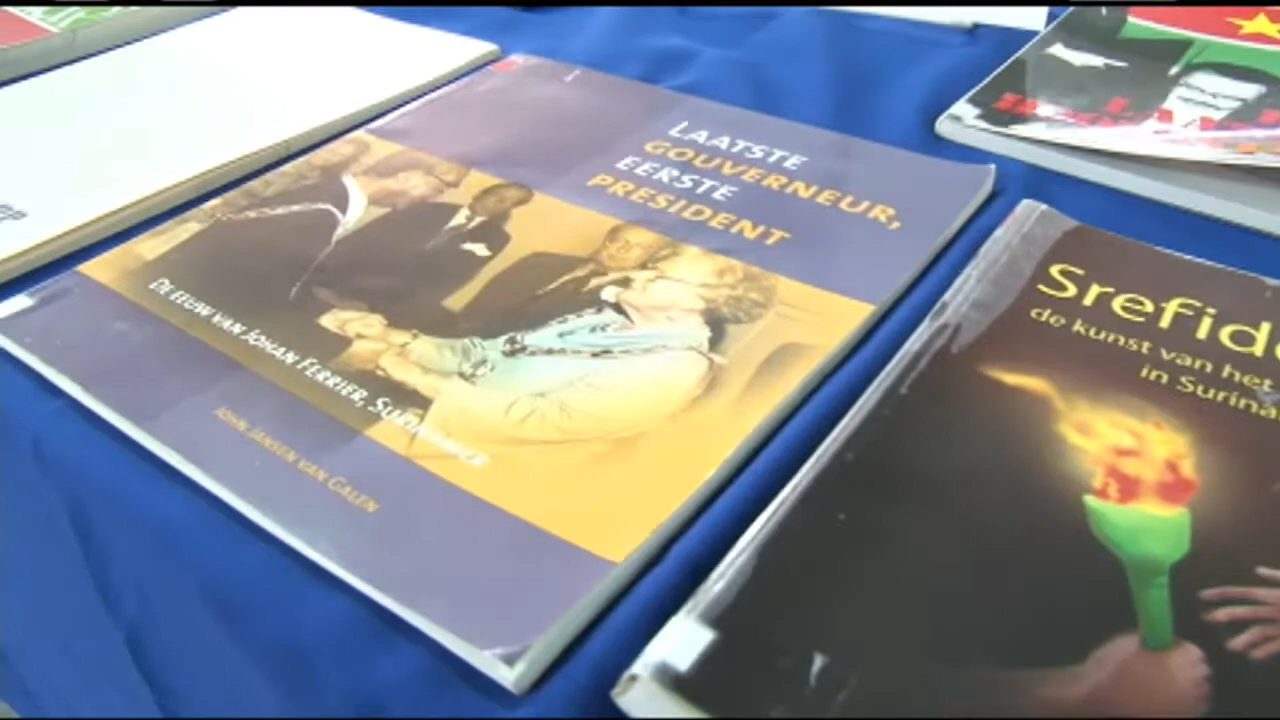 LAATSTE
GOUVERNEUR,
EERSTE
PRESIDENT
DE EEUW VAN JOHAN FERRIER,
JOHN JANSEN VAN GALEN
Srefid
de kunst van het
in Surina
EP